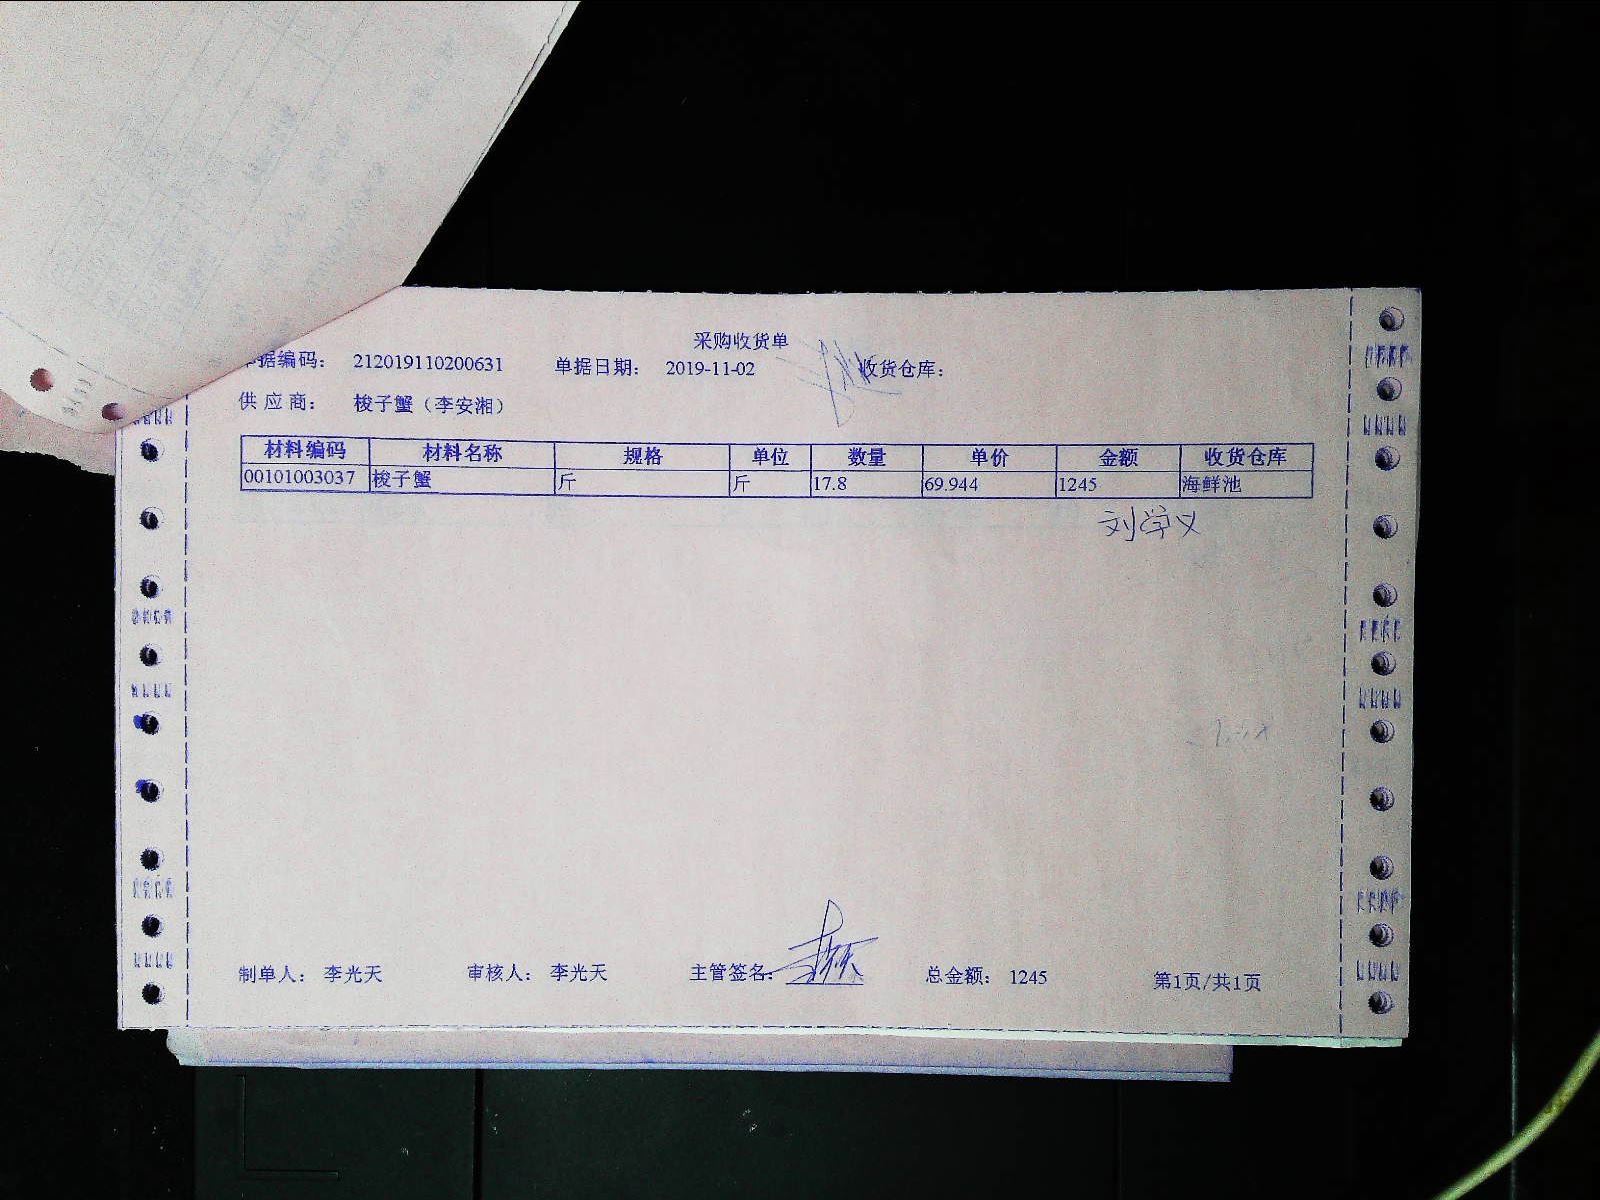 采购收货单
单据编码： 212019110200631 单据日期： 2019-11-02 收货仓库：
供 应 商： 梭子蟹（李安湘）
材料编码 材料名称 规格 单位 数量 单价 金额 收货仓库
00101003037 梭子蟹 斤 斤 17.8 69.944 1245 海鲜池
刘学义
制单人： 李光天 审核人： 李光天 主管签名： 总金额： 1245 第1页/共1页